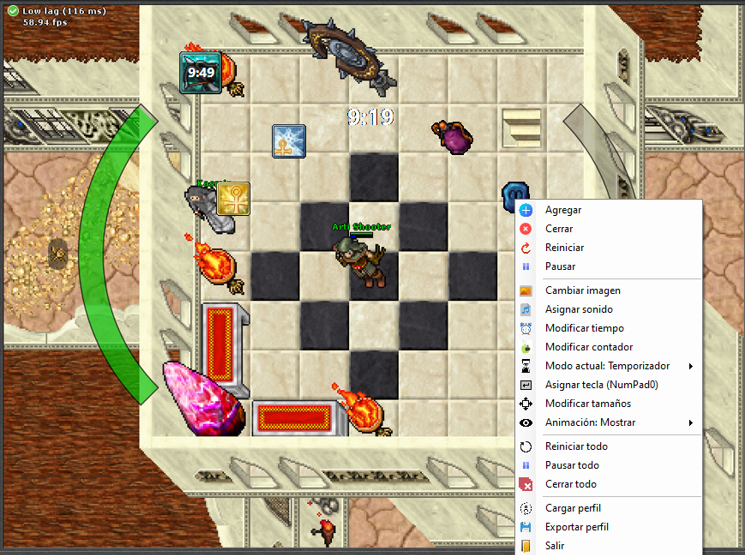 Low lag (116 ms)
58.94 fps
9:49
9:19
Arti Shooter
Agregar
Cerrar
Reiniciar
Pausar
Cambiar imagen
Asignar sonido
Modificar tiempo
Modificar contador
Modo actual: Temporizador
Asignar tecla (NumPad0)
Modificar tamaños
Animación: Mostrar
Reiniciar todo
Pausar todo
Cerrar todo
Cargar perfil
Exportar perfil
Salir